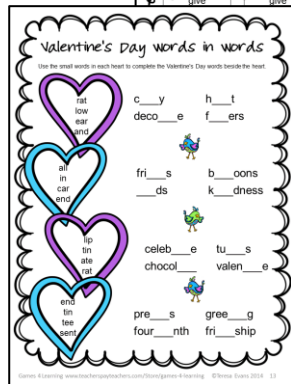 give
give
Valentine's Day Words in Words
Use the small words in each heart to complete the Valentine's Day words beside the heart.
rat
low
ear
and
c___y h___t
deco___e f___ers
all
in
car
end
fri___s b___oons
___ds k___dness
lip
tin
ate
rat
celeb___e tu___s
chocol___ valen___e
end
tin
tee
sent
pre___s gree___g
four___nth fri___ship
Games 4 Learning www.teacherspayteachers.com/Store/games-4-learning ©Teresa Evans 2014 13